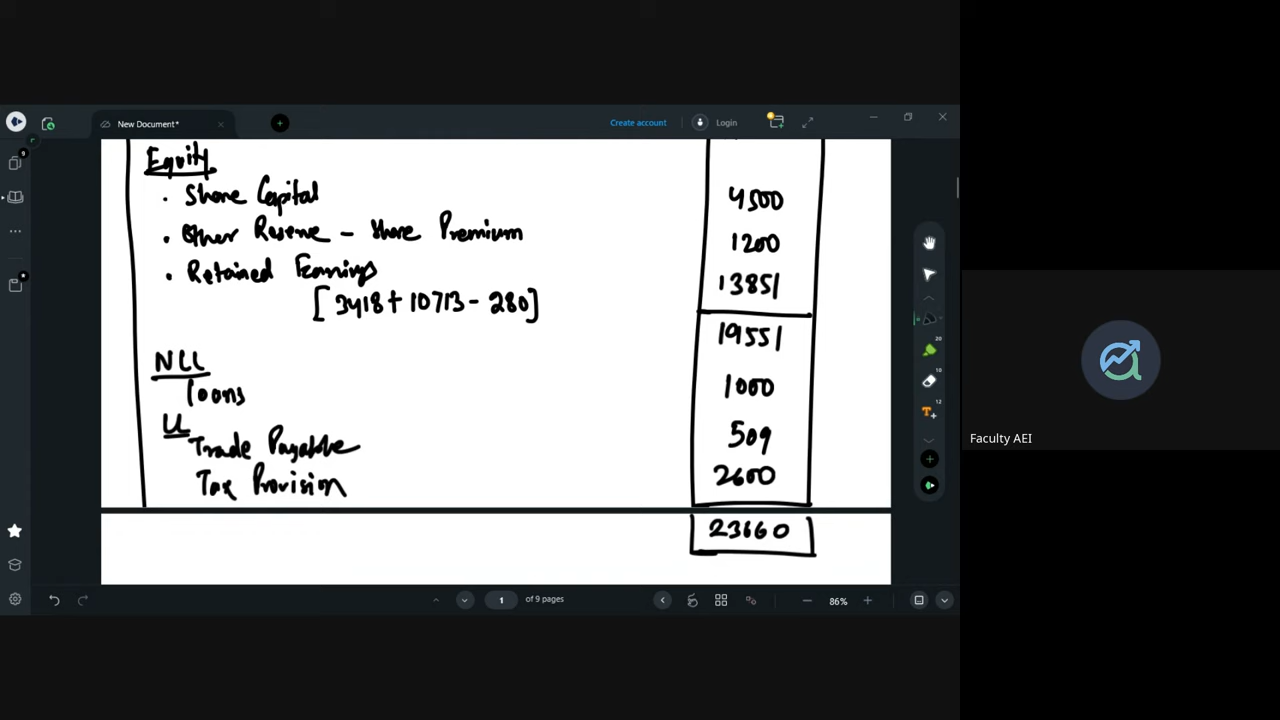 New Document*
Create account
Login
Equity
· Share Capital 4500
· Other Reserve - Share Premium 1200
· Retained Earnings 13851
[3418 + 10713 - 280]
19551
NCL
Loans 1000
CL
Trade Payable 509
Tax Provision 2600
23660
Faculty AEI
1 of 9 pages
86%